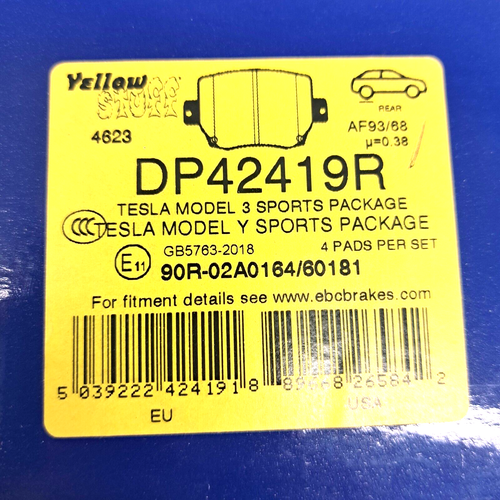 Yellow
STUFF
4623
REAR
AF93/68
µ=0.38
DP42419R
TESLA MODEL 3 SPORTS PACKAGE
CCC TESLA MODEL Y SPORTS PACKAGE
GB5763-2018 4 PADS PER SET
E11 90R-02A0164/60181
For fitment details see www.ebcbrakes.com
5 039222 424191
EU
USA